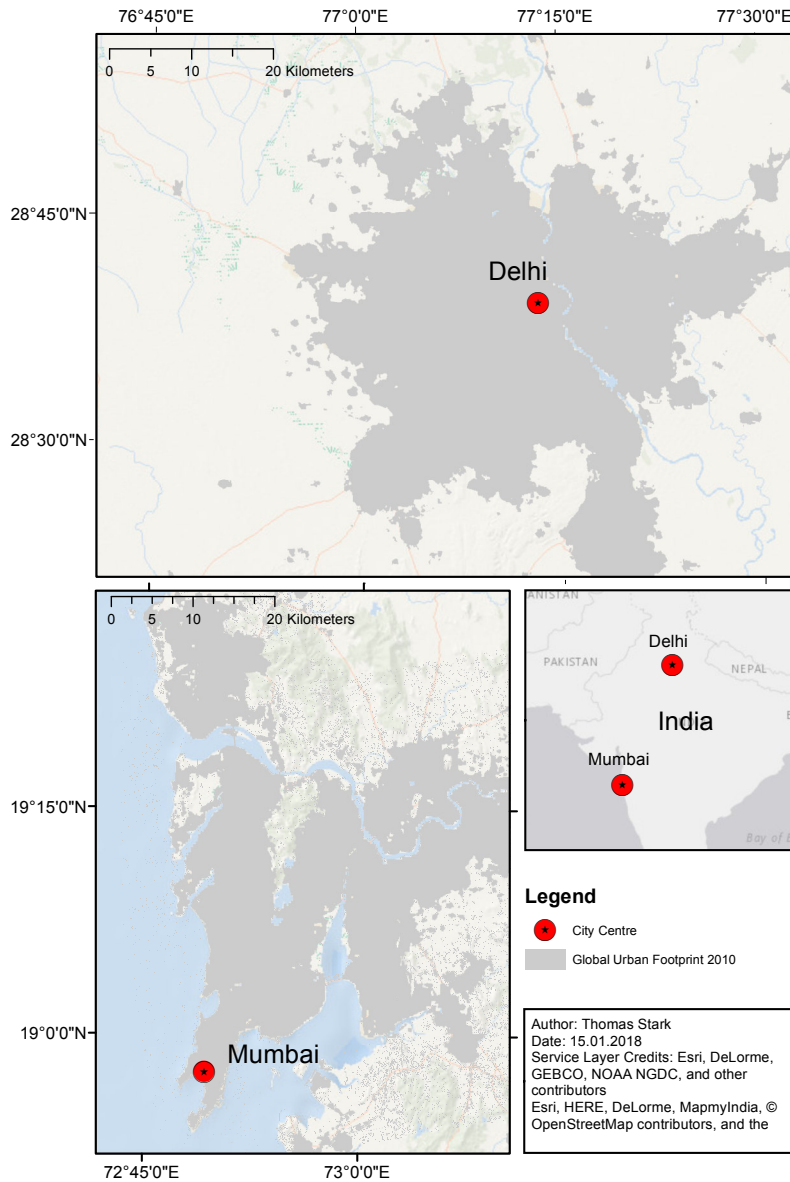 76°45'0"E 77°0'0"E 77°15'0"E 77°30'0"E
0 5 10 20 Kilometers
28°45'0"N
Delhi
28°30'0"N
0 5 10 20 Kilometers
19°15'0"N
19°0'0"N
Mumbai
72°45'0"E 73°0'0"E
ANISTAN
Delhi
PAKISTAN
NEPAL
India
Mumbai
Bay of B
Legend
City Centre
Global Urban Footprint 2010
Author: Thomas Stark
Date: 15.01.2018
Service Layer Credits: Esri, DeLorme,
GEBCO, NOAA NGDC, and other
contributors
Esri, HERE, DeLorme, MapmyIndia, ©
OpenStreetMap contributors, and the